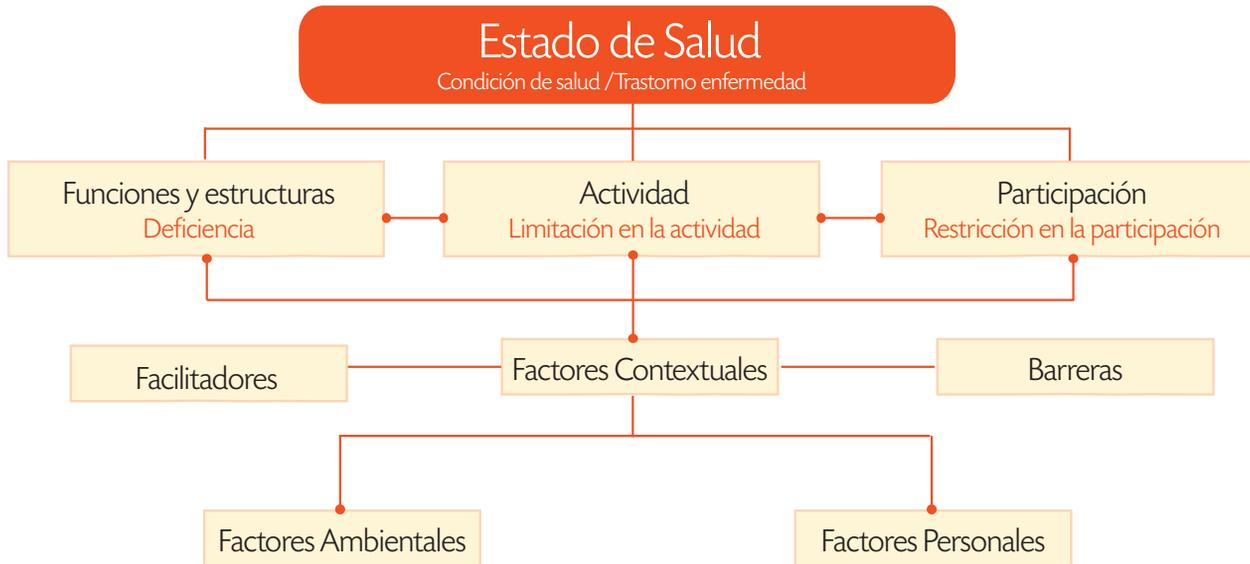 Estado de Salud
Condición de salud /Trastorno enfermedad
Funciones y estructuras
Deficiencia
Actividad
Limitación en la actividad
Participación
Restricción en la participación
Facilitadores
Factores Contextuales
Barreras
Factores Ambientales
Factores Personales